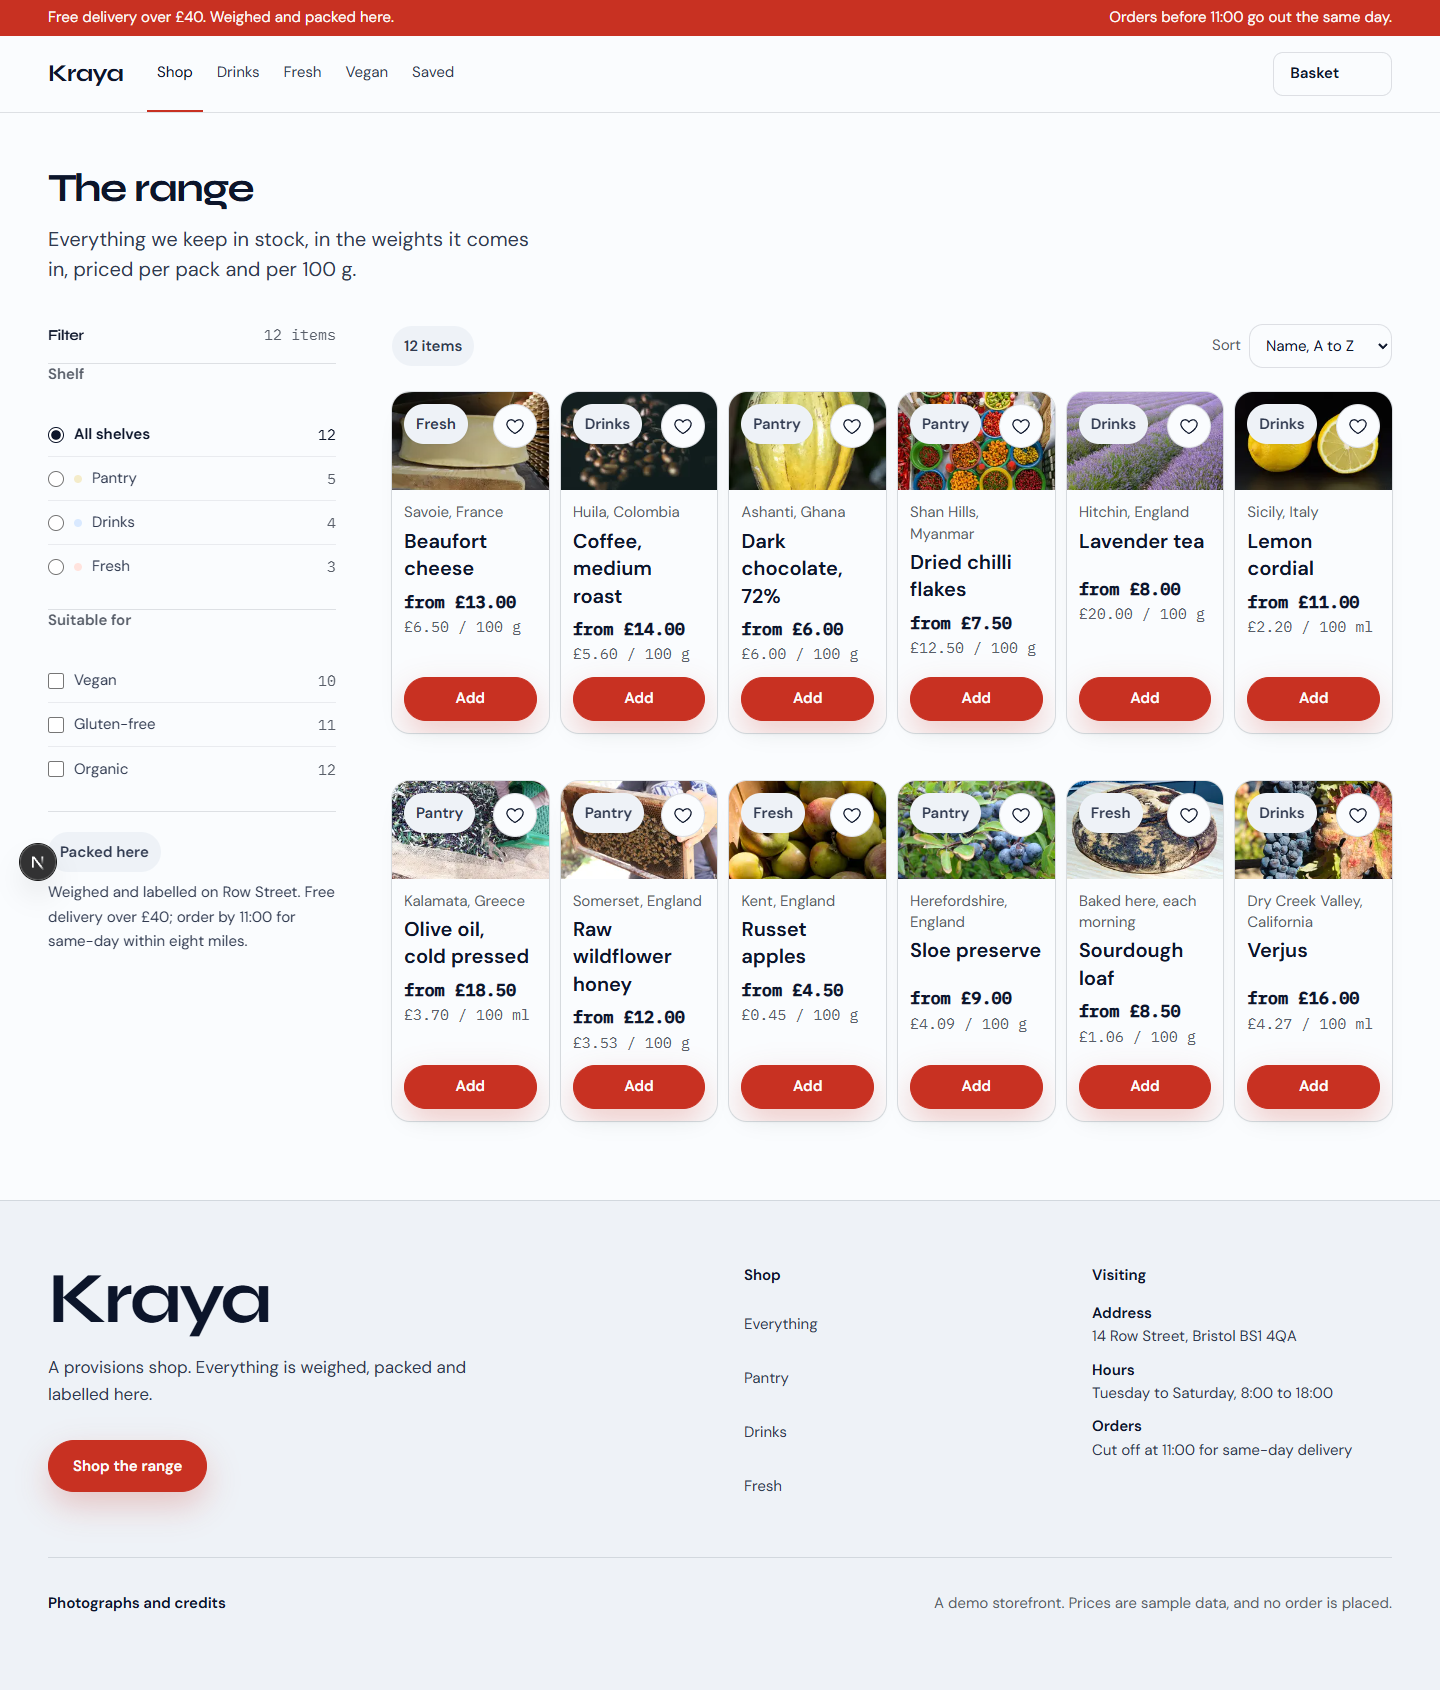 Free delivery over £40. Weighed and packed here.
Orders before 11:00 go out the same day.
Kraya
Shop
Drinks
Fresh
Vegan
Saved
Basket
The range
Everything we keep in stock, in the weights it comes
in, priced per pack and per 100 g.
Filter
12 items
Shelf
All shelves
12
Pantry
5
Drinks
4
Fresh
3
Suitable for
Vegan
10
Gluten-free
11
Organic
12
N
Packed here
Weighed and labelled on Row Street. Free
delivery over £40; order by 11:00 for
same-day within eight miles.
12 items
Sort
Name, A to Z
Fresh
Savoie, France
Beaufort
cheese
from £13.00
£6.50 / 100 g
Add
Drinks
Huila, Colombia
Coffee,
medium
roast
from £14.00
£5.60 / 100 g
Add
Pantry
Ashanti, Ghana
Dark
chocolate,
72%
from £6.00
£6.00 / 100 g
Add
Pantry
Shan Hills,
Myanmar
Dried chilli
flakes
from £7.50
£12.50 / 100 g
Add
Drinks
Hitchin, England
Lavender tea
from £8.00
£20.00 / 100 g
Add
Drinks
Sicily, Italy
Lemon
cordial
from £11.00
£2.20 / 100 ml
Add
Pantry
Kalamata, Greece
Olive oil,
cold pressed
from £18.50
£3.70 / 100 ml
Add
Pantry
Somerset, England
Raw
wildflower
honey
from £12.00
£3.53 / 100 g
Add
Fresh
Kent, England
Russet
apples
from £4.50
£0.45 / 100 g
Add
Pantry
Herefordshire,
England
Sloe preserve
from £9.00
£4.09 / 100 g
Add
Fresh
Baked here, each
morning
Sourdough
loaf
from £8.50
£1.06 / 100 g
Add
Drinks
Dry Creek Valley,
California
Verjus
from £16.00
£4.27 / 100 ml
Add
Kraya
A provisions shop. Everything is weighed, packed and
labelled here.
Shop the range
Shop
Everything
Pantry
Drinks
Fresh
Visiting
Address
14 Row Street, Bristol BS1 4QA
Hours
Tuesday to Saturday, 8:00 to 18:00
Orders
Cut off at 11:00 for same-day delivery
Photographs and credits
A demo storefront. Prices are sample data, and no order is placed.